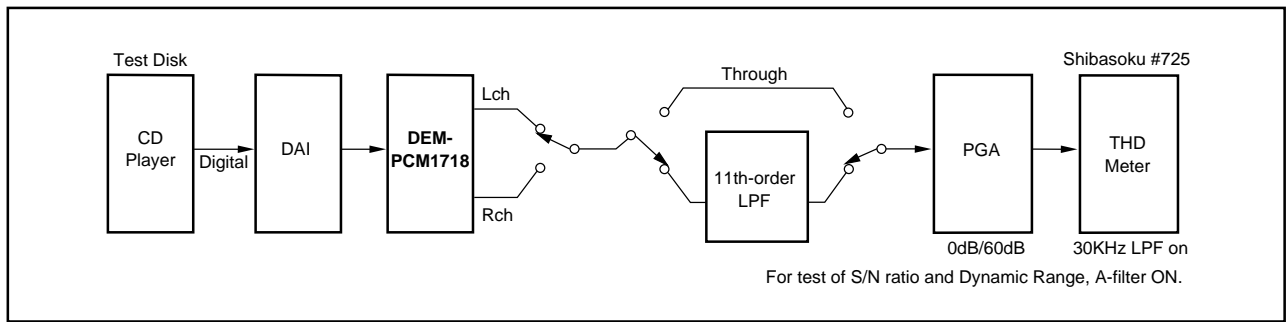 Test Disk
CD
Player
Digital
DAI
DEM-
PCM1718
Lch
Rch
Through
11th-order
LPF
PGA
0dB/60dB
Shibasoku #725
THD
Meter
30KHz LPF on
For test of S/N ratio and Dynamic Range, A-filter ON.